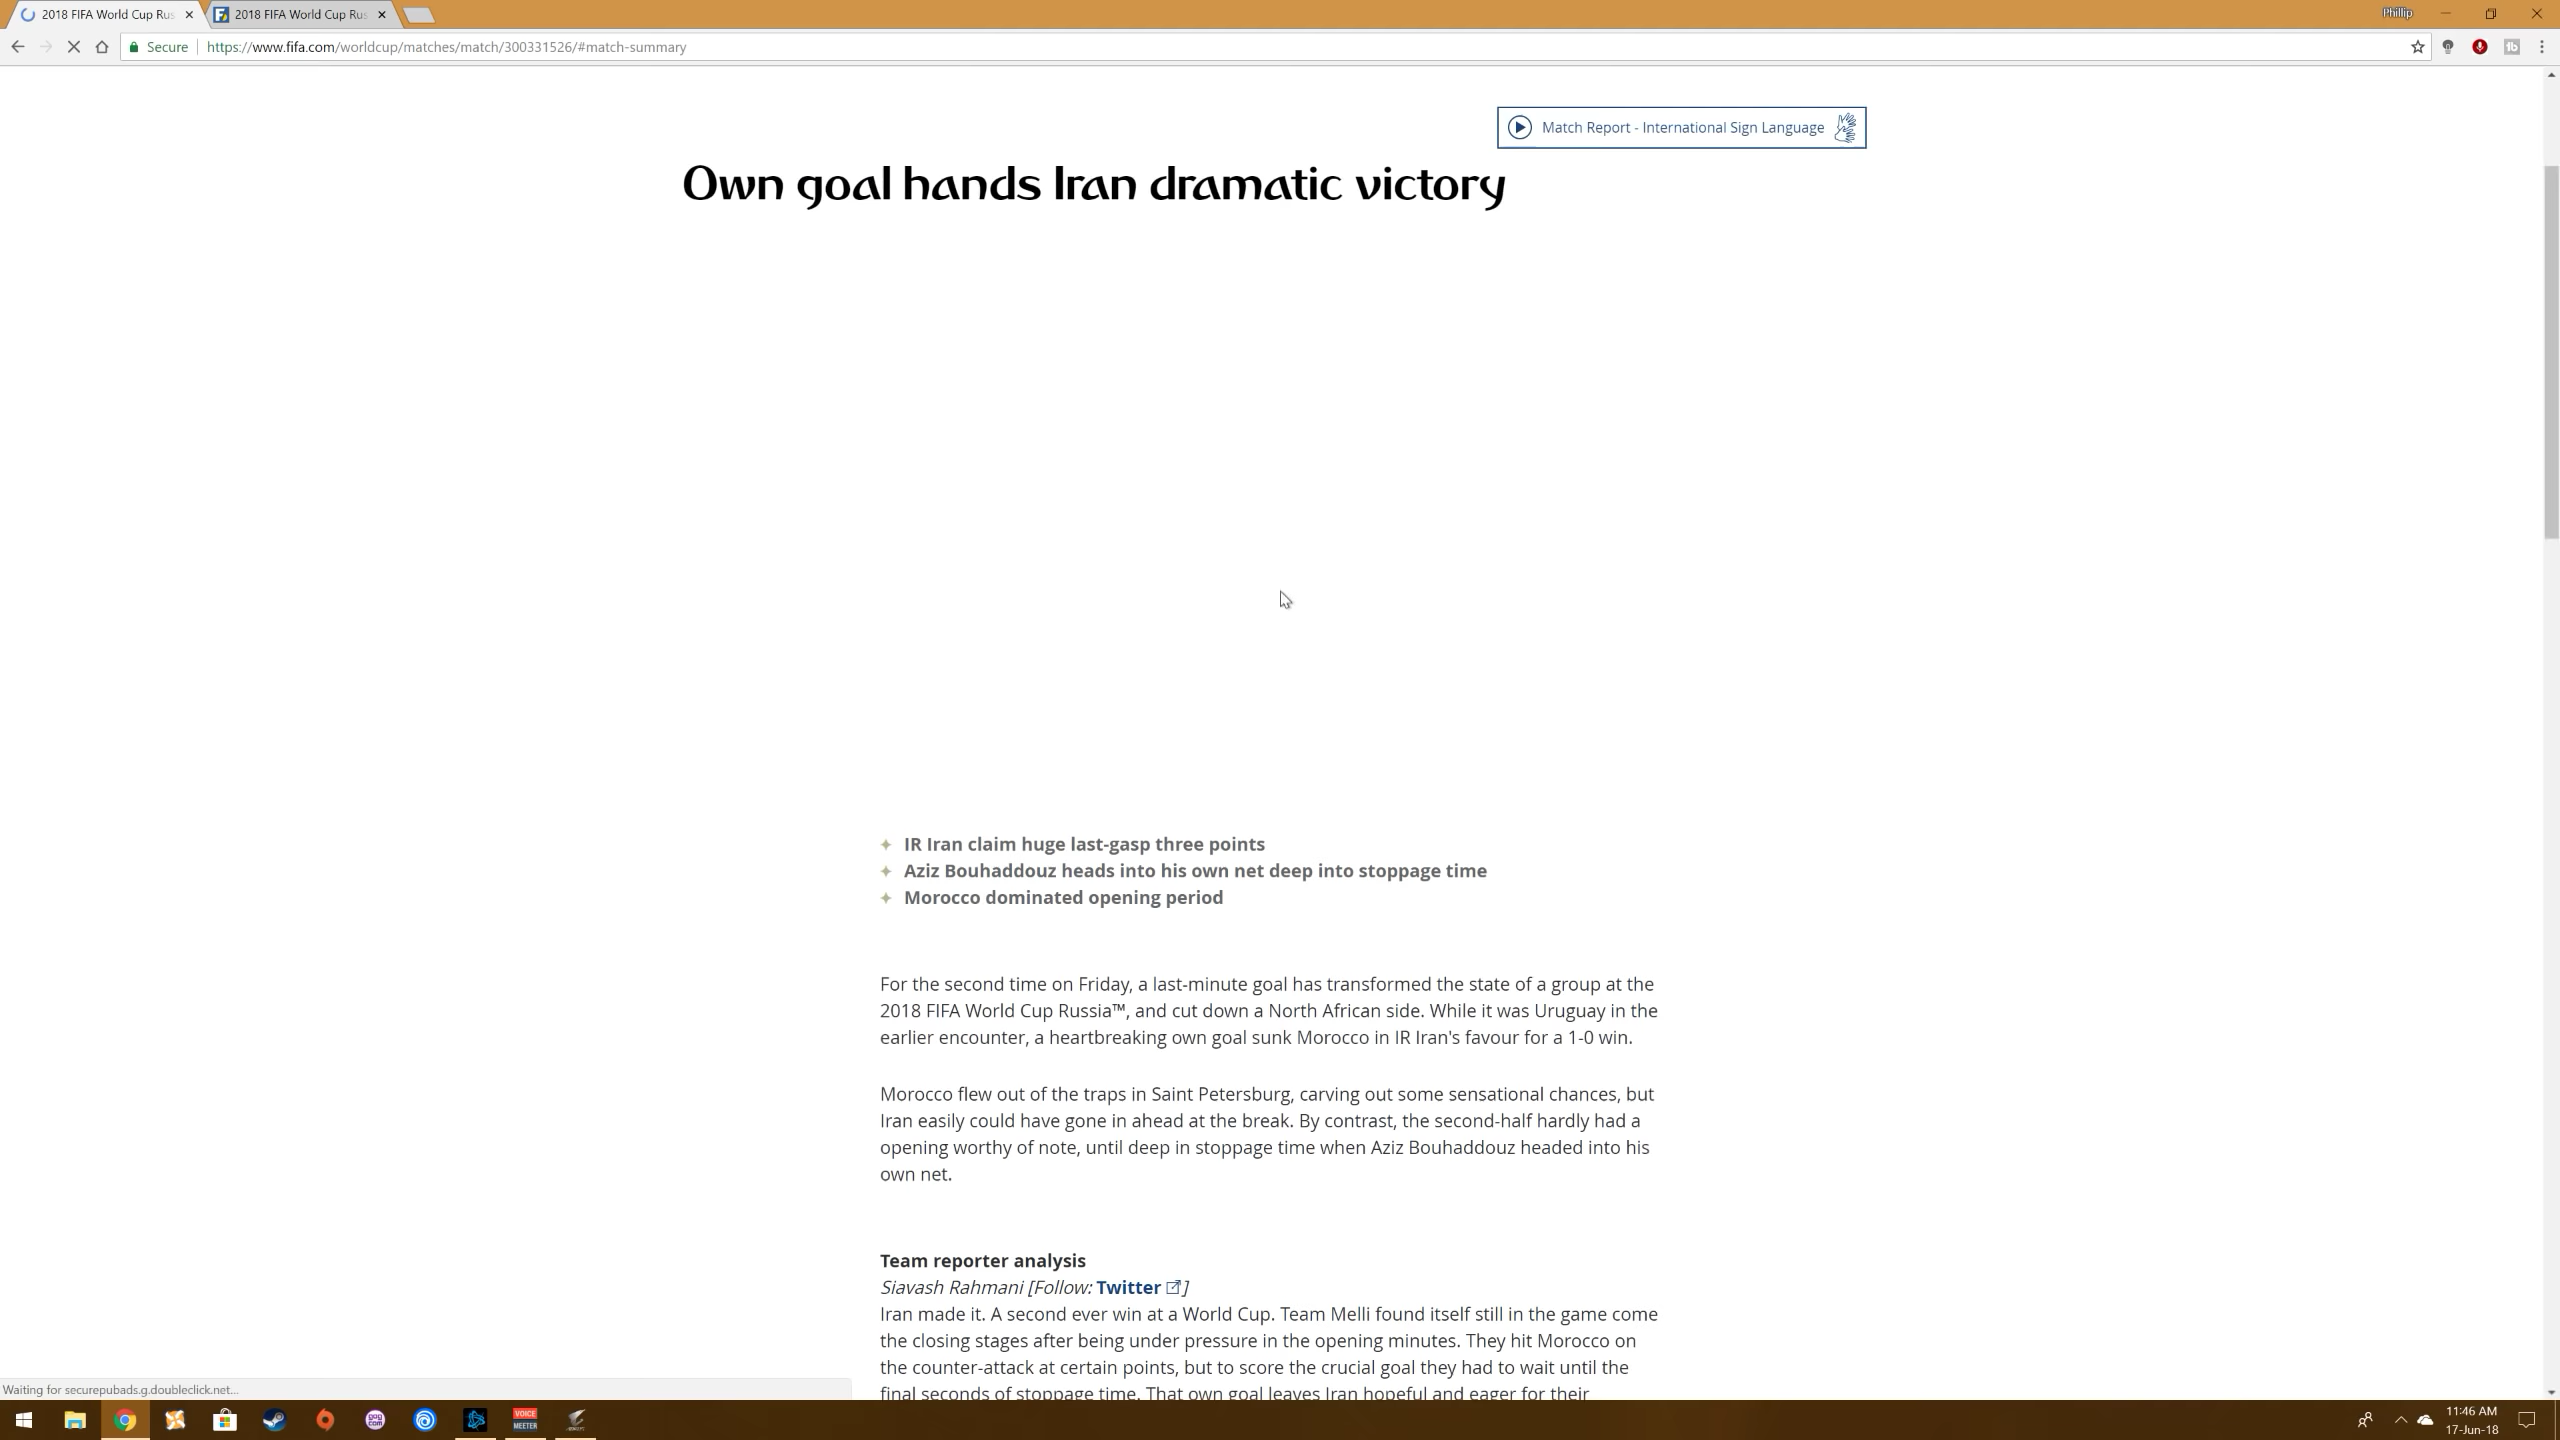 2018 FIFA World Cup Rus
2018 FIFA World Cup Rus
Phillip
Secure
https://www.fifa.com/worldcup/matches/match/300331526/#match-summary
Match Report - International Sign Language
Own goal hands Iran dramatic victory
IR Iran claim huge last-gasp three points
Aziz Bouhaddouz heads into his own net deep into stoppage time
Morocco dominated opening period
For the second time on Friday, a last-minute goal has transformed the state of a group at the
2018 FIFA World Cup Russia™, and cut down a North African side. While it was Uruguay in the
earlier encounter, a heartbreaking own goal sunk Morocco in IR Iran's favour for a 1-0 win.
Morocco flew out of the traps in Saint Petersburg, carving out some sensational chances, but
Iran easily could have gone in ahead at the break. By contrast, the second-half hardly had a
opening worthy of note, until deep in stoppage time when Aziz Bouhaddouz headed into his
own net.
Team reporter analysis
Siavash Rahmani [Follow: Twitter ]
Iran made it. A second ever win at a World Cup. Team Melli found itself still in the game come
the closing stages after being under pressure in the opening minutes. They hit Morocco on
the counter-attack at certain points, but to score the crucial goal they had to wait until the
final seconds of stoppage time. That own goal leaves Iran hopeful and eager for their
Waiting for securepubads.g.doubleclick.net...
GOG
COM
VOICE
MEETER
11:46 AM
17-Jun-18